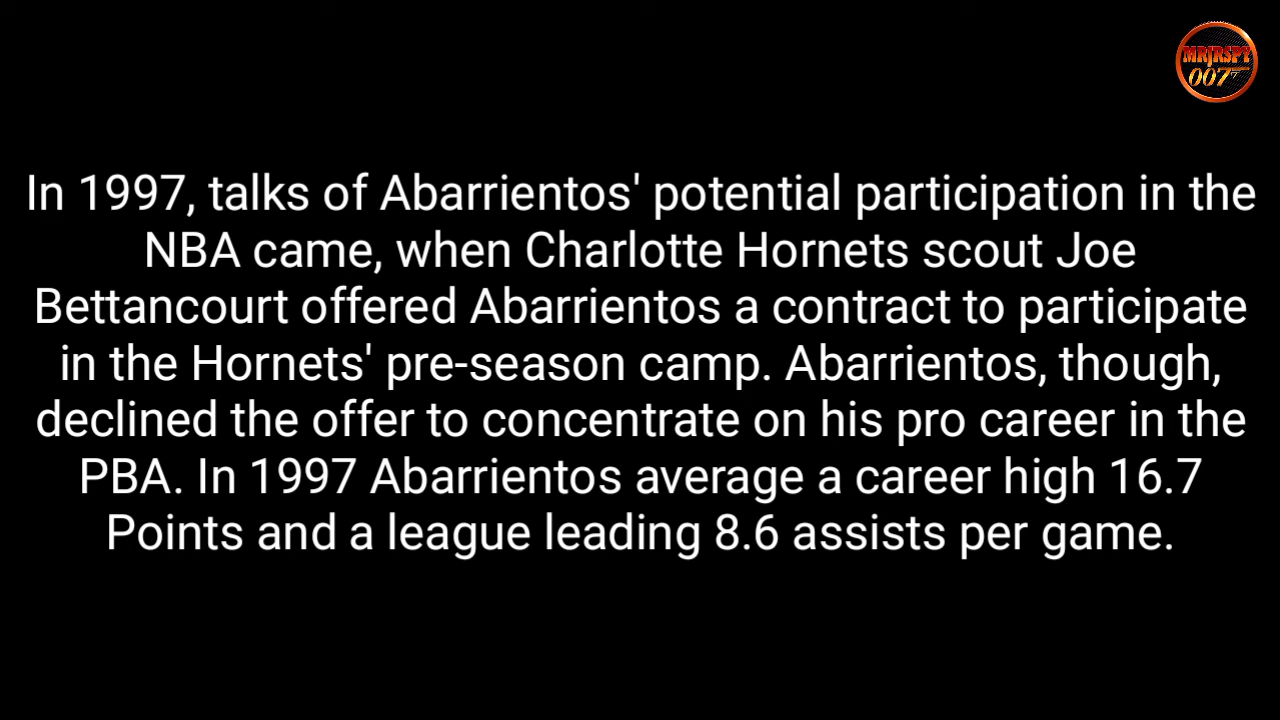 MRJRSPY
007
In 1997, talks of Abarrientos' potential participation in the
NBA came, when Charlotte Hornets scout Joe
Bettancourt offered Abarrientos a contract to participate
in the Hornets' pre-season camp. Abarrientos, though,
declined the offer to concentrate on his pro career in the
PBA. In 1997 Abarrientos average a career high 16.7
Points and a league leading 8.6 assists per game.